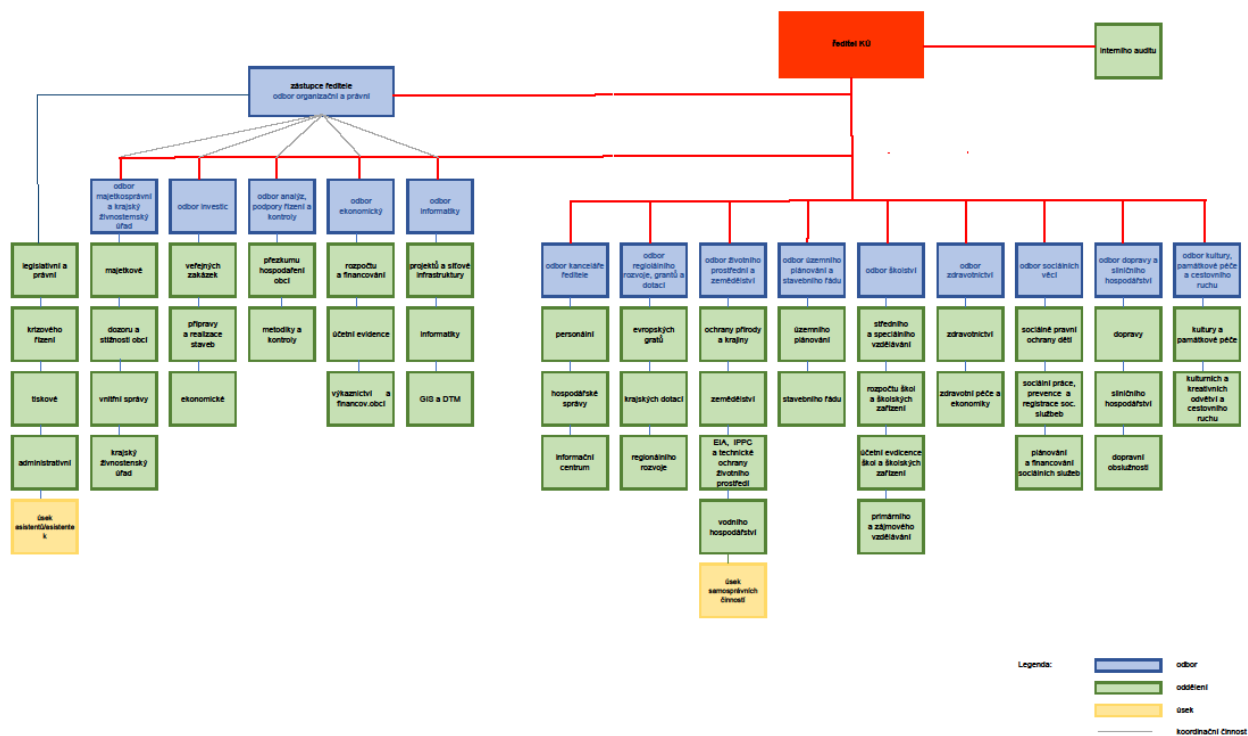 ředitel KÚ
interního auditu
zástupce ředitele
odbor organizační a právní
odbor
majetkosprávní
a krajský
živnostemský
úřad
odbor investic
odbor analýz,
podpory řízení a
kontroly
odbor
ekonomický
odbor
informatiky
legislativní a
právní
majetkové
veřejných
zakázek
přezkumu
hospodaření
obcí
rozpočtu
a financování
projektů a síťové
infrastruktury
odbor kanceláře
ředitele
odbor
regiolálního
rozvoje, grantů a
dotací
odbor životního
prostřední a
zemědělství
odbor územního
plánování a
stavebního řádu
odbor školství
odbor
zdravotnictví
odbor sociálních
věcí
odbor dopravy a
silničního
hospodářství
odbor kultury,
památkové péče
a cestovního
ruchu
krizového
řízení
dozoru a
stížností obcí
přípravy
a realizace
staveb
metodiky a
kontroly
účetní evidence
informatiky
personální
evropských
gratů
ochrany přírody
a krajiny
územního
plánování
středního
a speciálního
vzdělávání
zdravotnictví
sociálně pravní
ochrany dětí
dopravy
kultury a
památkové péče
tiskové
vnitřní správy
ekonomické
výkaznictví a
financov.obcí
GIS a DTM
hospodářské
správy
krajských dotací
zemědělství
stavebního řádu
rozpočtu škol
a školských
zařízení
zdravotní péče a
ekonomiky
sociální práce,
prevence a
registrace soc.
služebeb
silničního
hospodářství
kulturních a
kreativních
odvětví a
cestovního
ruchu
administrativní
krajský
živnostenský
úřad
informační
centrum
regionálního
rozvoje
EIA, IPPC
a technické
ochrany
životního
prostředí
účetní evidicence
škol a školských
zařízení
plánování
a financování
sociálních služeb
dopravní
obslužnosti
úsek
asistentů/asistente
k
vodního
hospodářství
primárního
a zájmového
vzdělávání
úsek
samosprávních
činností
Legenda:
odbor
oddělení
úsek
koordinační činnost